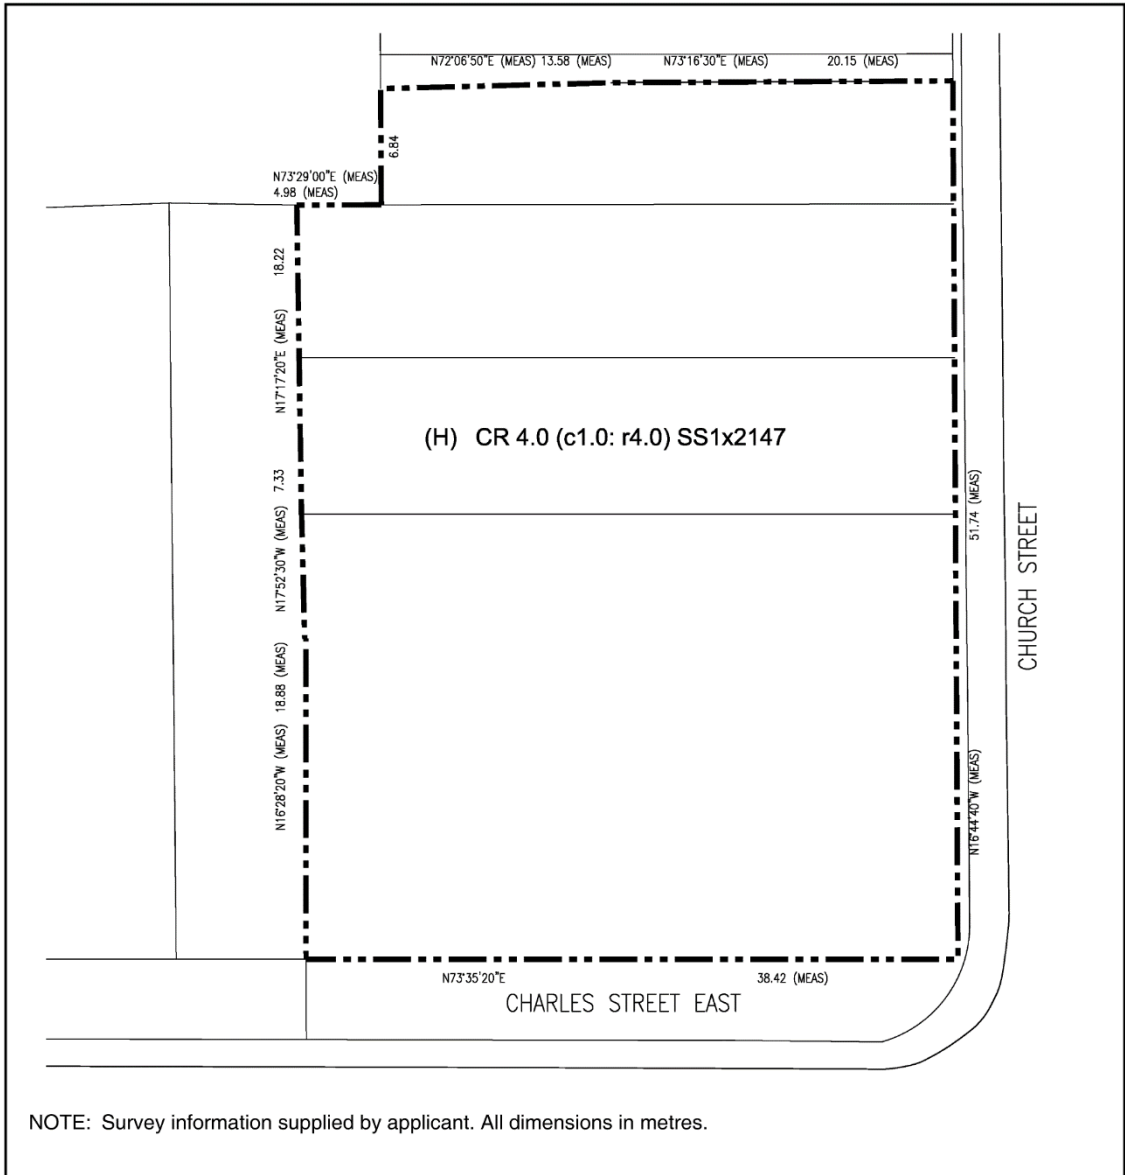 N72°06'50"E (MEAS) 13.58 (MEAS) N73°16'30"E (MEAS) 20.15 (MEAS)
6.84
N73°29'00"E (MEAS)
4.98 (MEAS)
18.22
N17°17'20"E (MEAS)
(H) CR 4.0 (c1.0: r4.0) SS1x2147
7.33
N17°52'30"W (MEAS)
51.74 (MEAS)
CHURCH STREET
18.88 (MEAS)
N16°28'20"W (MEAS)
N16°44'40"W (MEAS)
N73°35'20"E 38.42 (MEAS)
CHARLES STREET EAST
NOTE: Survey information supplied by applicant. All dimensions in metres.